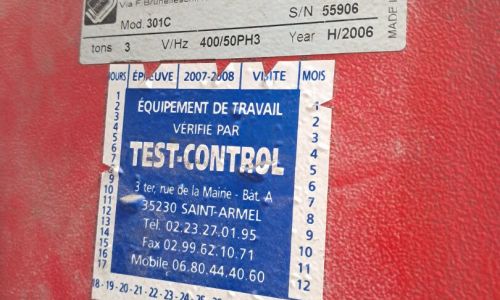 Via F. Brunelleschi
Mod. 301C S/N 55906
tons 3 V/Hz 400/50PH3 Year H/2006
MADE
JOURS ÉPREUVE 2007-2008 VISITE MOIS
ÉQUIPEMENT DE TRAVAIL
VÉRIFIÉ PAR
TEST-CONTROL
3 ter, rue de la Maine - Bât. A
35230 SAINT-ARMEL
Tél. 02.23.27.01.95
Fax 02.99.62.10.71
Mobile 06.80.44.40.60
1
2
3
4
5
6
7
10
11
12
13
14
15
16
17
18 - 19 - 20 - 21 - 22 - 23 - 24 - 25 - 26
1
2
3
4
5
6
7
8
9
10
11
12